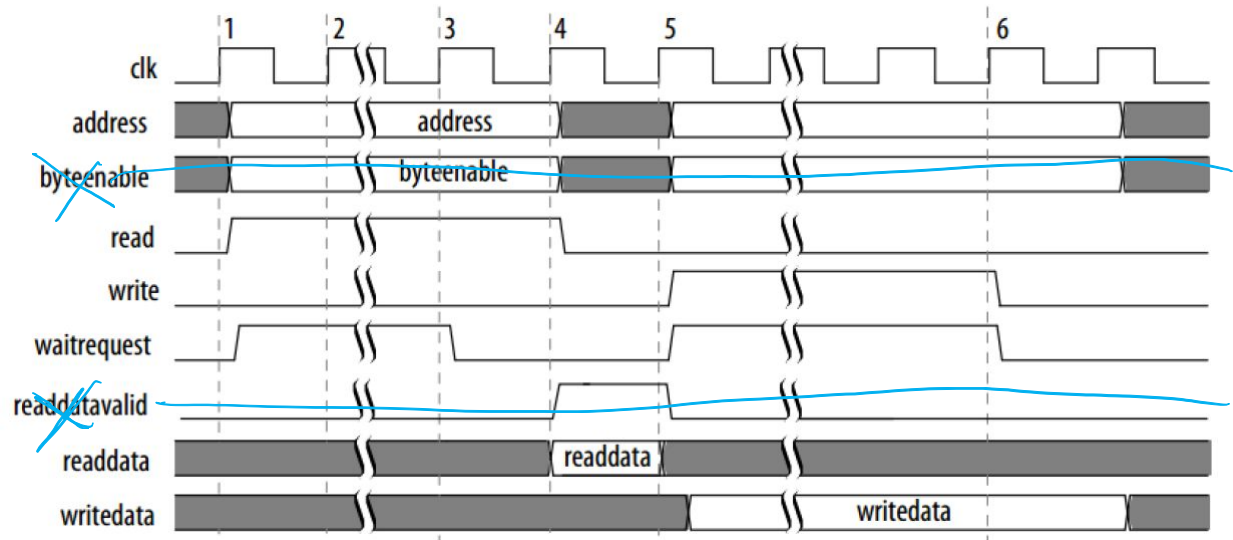 1 2 3 4 5 6
clk
address address
byteenable byteenable
read
write
waitrequest
readdatavalid
readdata readdata
writedata writedata